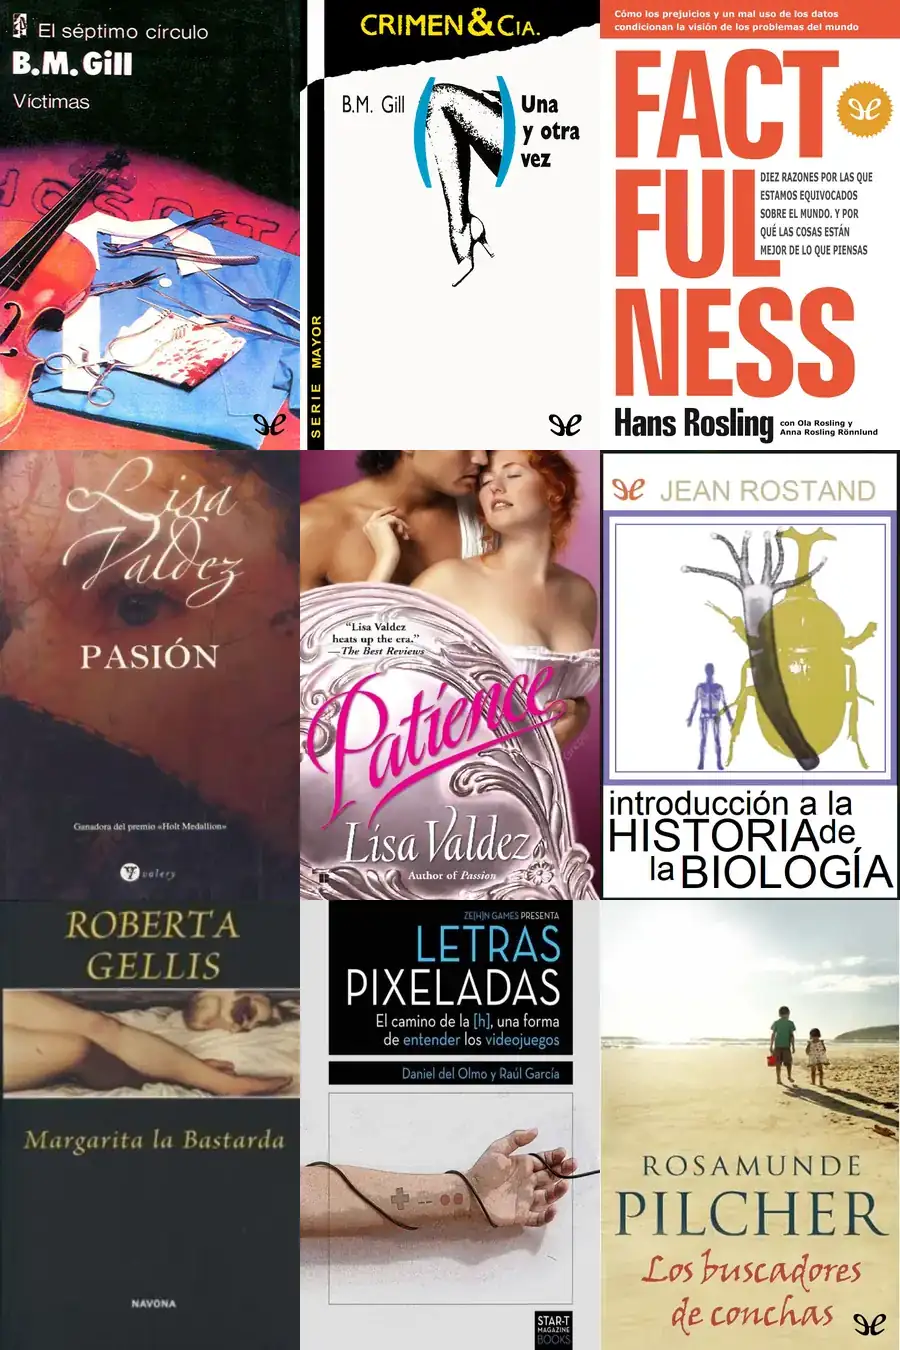 El séptimo círculo
B.M. Gill
Víctimas
CRIMEN & CIA.
B.M. Gill
Una
y otra
vez
SERIE MAYOR
Cómo los prejuicios y un mal uso de los datos
condicionan la visión de los problemas del mundo
FACT
FUL
NESS
DIEZ RAZONES POR LAS QUE
ESTAMOS EQUIVOCADOS
SOBRE EL MUNDO. Y POR
QUÉ LAS COSAS ESTÁN
MEJOR DE LO QUE PIENSAS
Hans Rosling
con Ola Rosling y
Anna Rosling Rönnlund
Lisa
Valdez
PASIÓN
Ganadora del premio «Holt Medallion»
valery
"Lisa Valdez
heats up the era."
—The Best Reviews
Patience
Lisa Valdez
Author of Passion
JEAN ROSTAND
introducción a la
HISTORIA de
la BIOLOGÍA
ROBERTA
GELLIS
Margarita la Bastarda
NAVONA
ZE[H]N GAMES PRESENTA
LETRAS
PIXELADAS
El camino de la [h], una forma
de entender los videojuegos
Daniel del Olmo y Raúl García
START-T
MAGAZINE
BOOKS
ROSAMUNDE
PILCHER
Los buscadores
de conchas